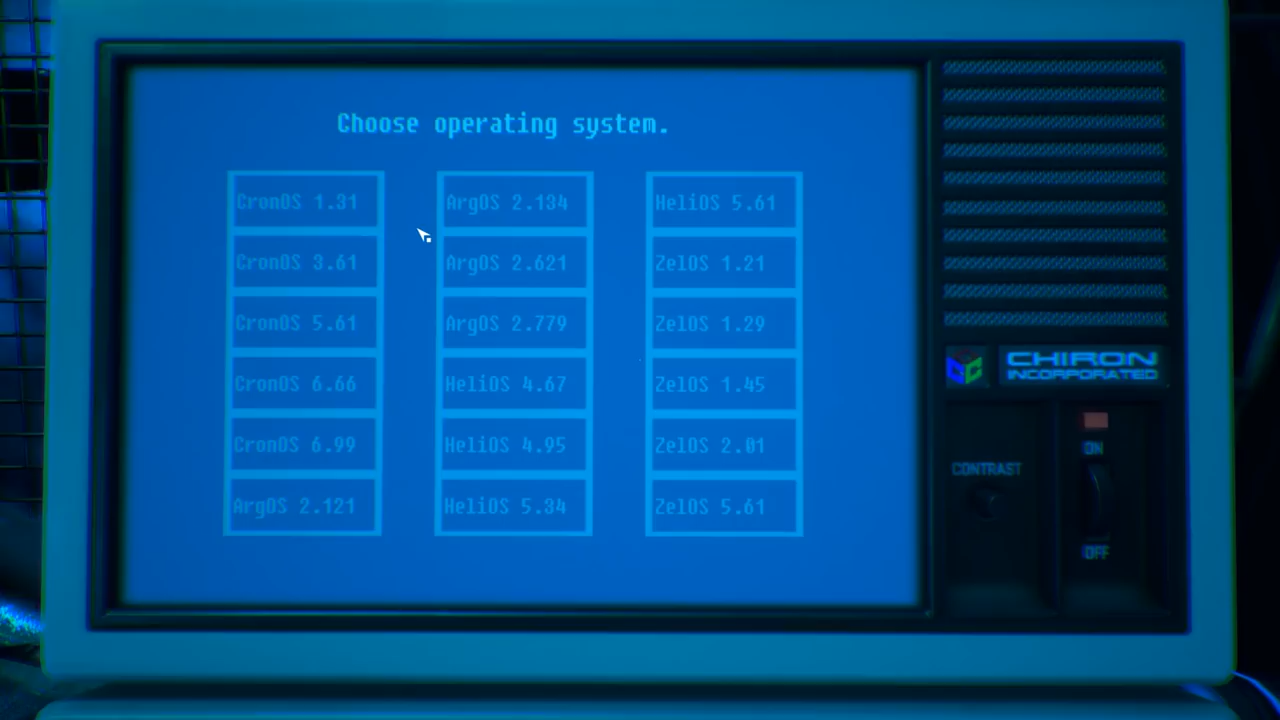 Choose operating system.
CronOS 1.31
CronOS 3.61
CronOS 5.61
CronOS 6.66
CronOS 6.99
ArgOS 2.121
ArgOS 2.134
ArgOS 2.621
ArgOS 2.779
HeliOS 4.67
HeliOS 4.95
HeliOS 5.34
HeliOS 5.61
ZelOS 1.21
ZelOS 1.29
ZelOS 1.45
ZelOS 2.01
ZelOS 5.61
CHIRON
INCORPORATED
CONTRAST
ON
OFF